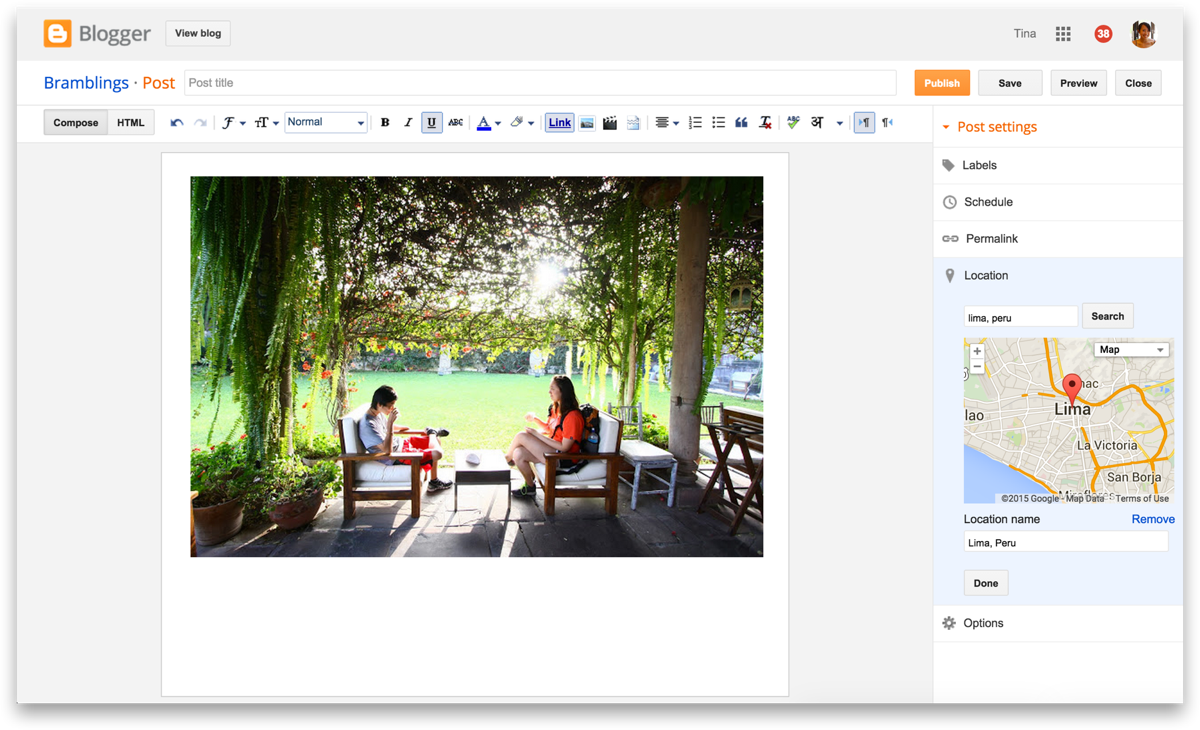 Blogger
View blog
Tina
38
Bramblings · Post
Post title
Publish
Save
Preview
Close
Compose
HTML
Normal
B
I
U
ABC
A
Link
ABC
अ
Post settings
Labels
Schedule
Permalink
Location
lima, peru
Search
Map
Lima
lao
La Victoria
San Borja
©2015 Google - Map Data
Terms of Use
Location name
Remove
Lima, Peru
Done
Options